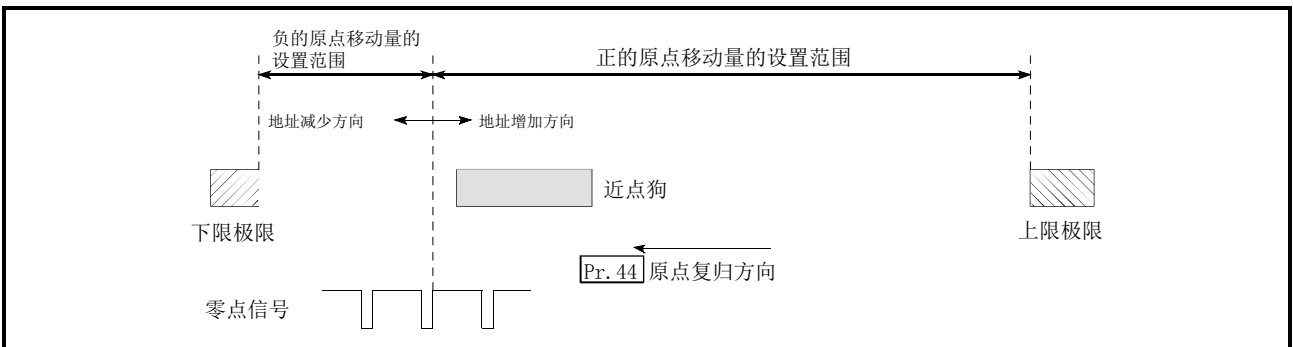 负的原点移动量的
设置范围
正的原点移动量的设置范围
地址减少方向
地址增加方向
近点狗
下限极限
上限极限
Pr.44 原点复归方向
零点信号